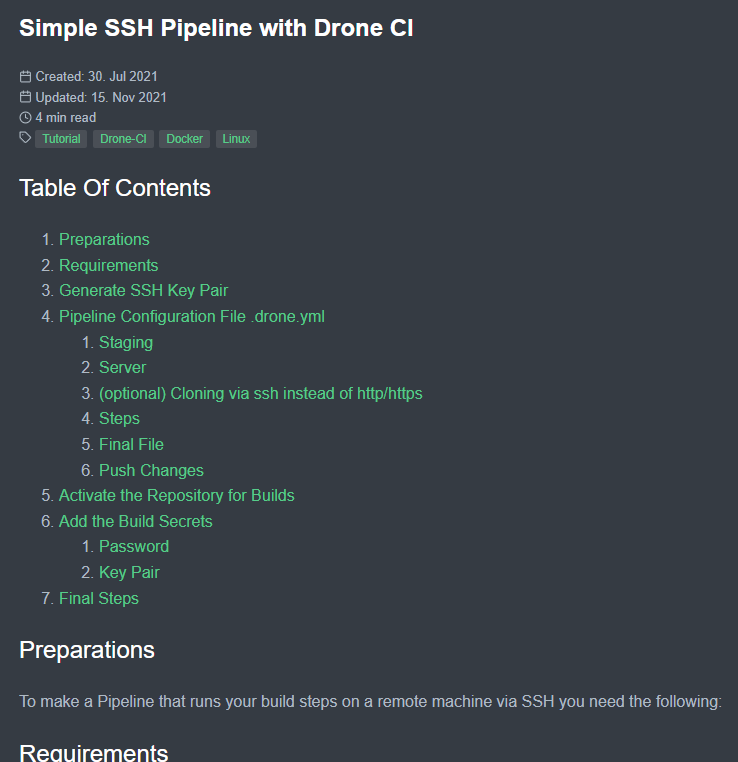 Simple SSH Pipeline with Drone CI
Created: 30. Jul 2021
Updated: 15. Nov 2021
4 min read
Tutorial Drone-CI Docker Linux
Table Of Contents
1. Preparations
2. Requirements
3. Generate SSH Key Pair
4. Pipeline Configuration File .drone.yml
1. Staging
2. Server
3. (optional) Cloning via ssh instead of http/https
4. Steps
5. Final File
6. Push Changes
5. Activate the Repository for Builds
6. Add the Build Secrets
1. Password
2. Key Pair
7. Final Steps
Preparations
To make a Pipeline that runs your build steps on a remote machine via SSH you need the following:
Requirements